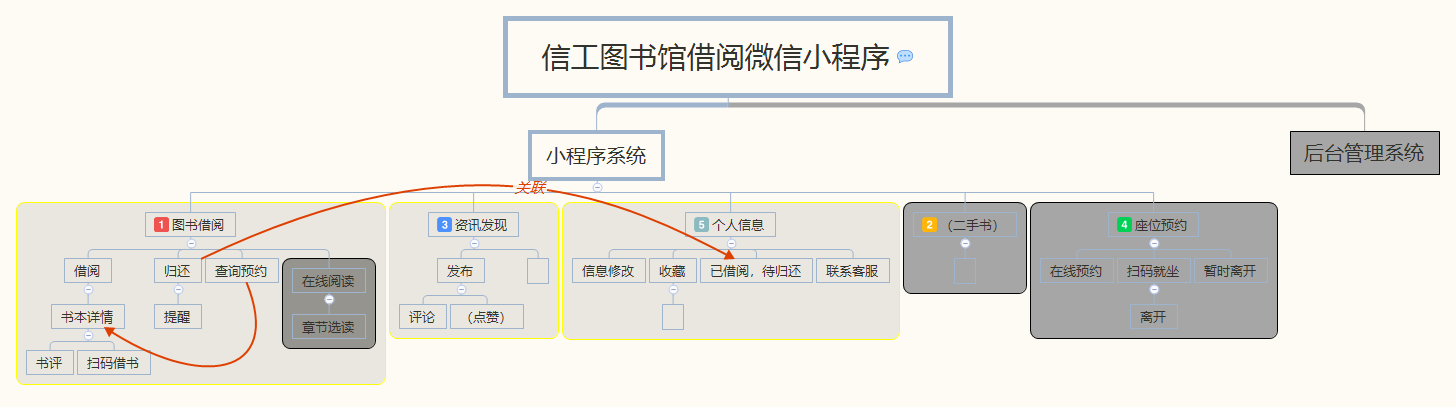 信工图书馆借阅微信小程序
小程序系统
后台管理系统
关联
1 图书借阅
3 资讯发现
5 个人信息
2 （二手书）
4 座位预约
借阅
归还
查询预约
在线阅读
发布
信息修改
收藏
已借阅，待归还
联系客服
在线预约
扫码就坐
暂时离开
书本详情
提醒
章节选读
评论
（点赞）
离开
书评
扫码借书